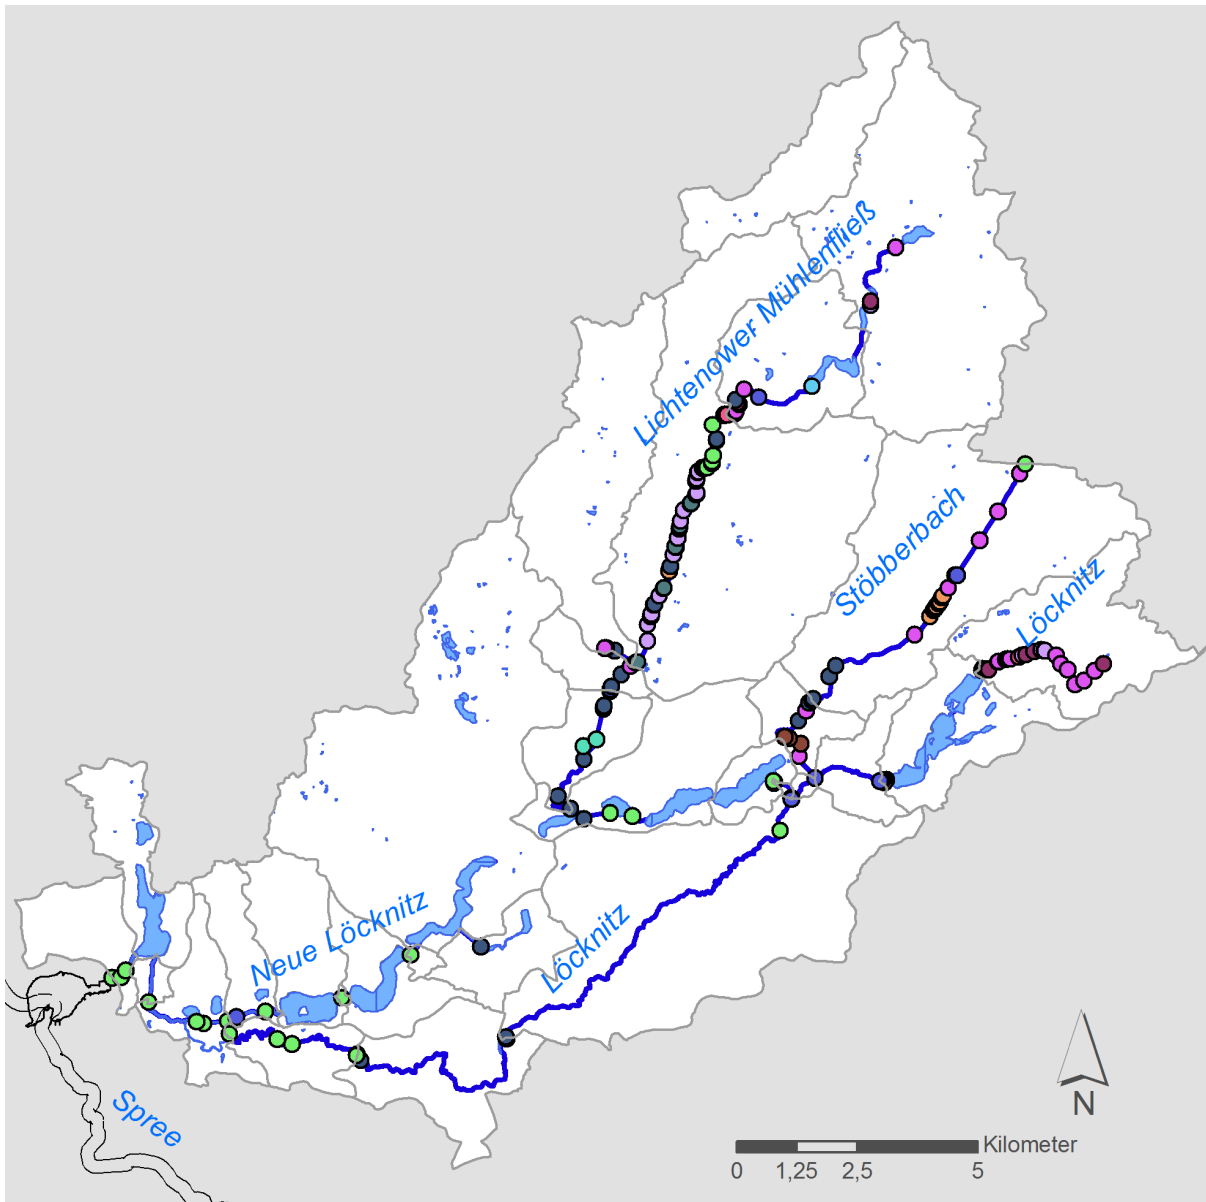 Lichtenower Mühlenfließ
Stöbberbach
Löcknitz
Neue Löcknitz
Löcknitz
Spree
N
Kilometer
0 1,25 2,5 5